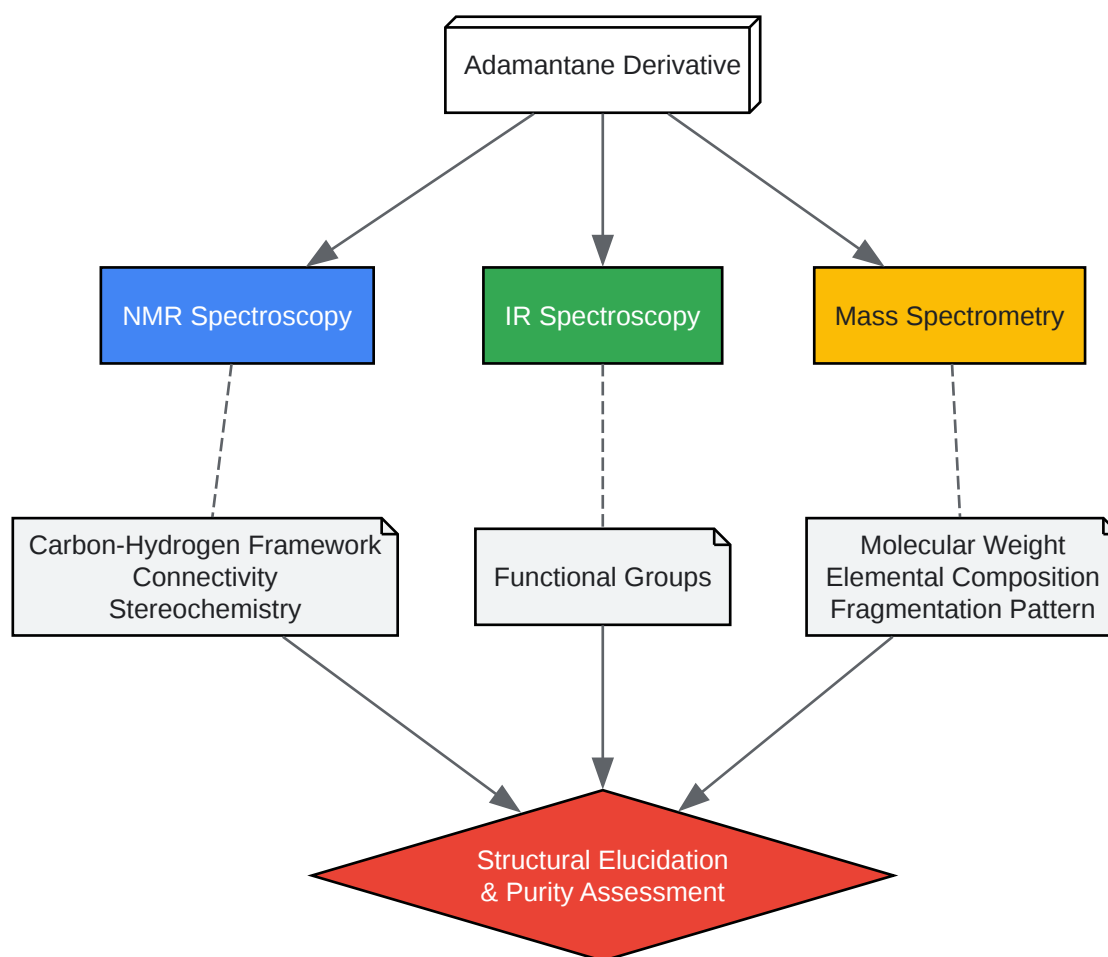 Adamantane Derivative
NMR Spectroscopy
IR Spectroscopy
Mass Spectrometry
Carbon-Hydrogen Framework
Connectivity
Stereochemistry
Functional Groups
Molecular Weight
Elemental Composition
Fragmentation Pattern
Structural Elucidation
& Purity Assessment